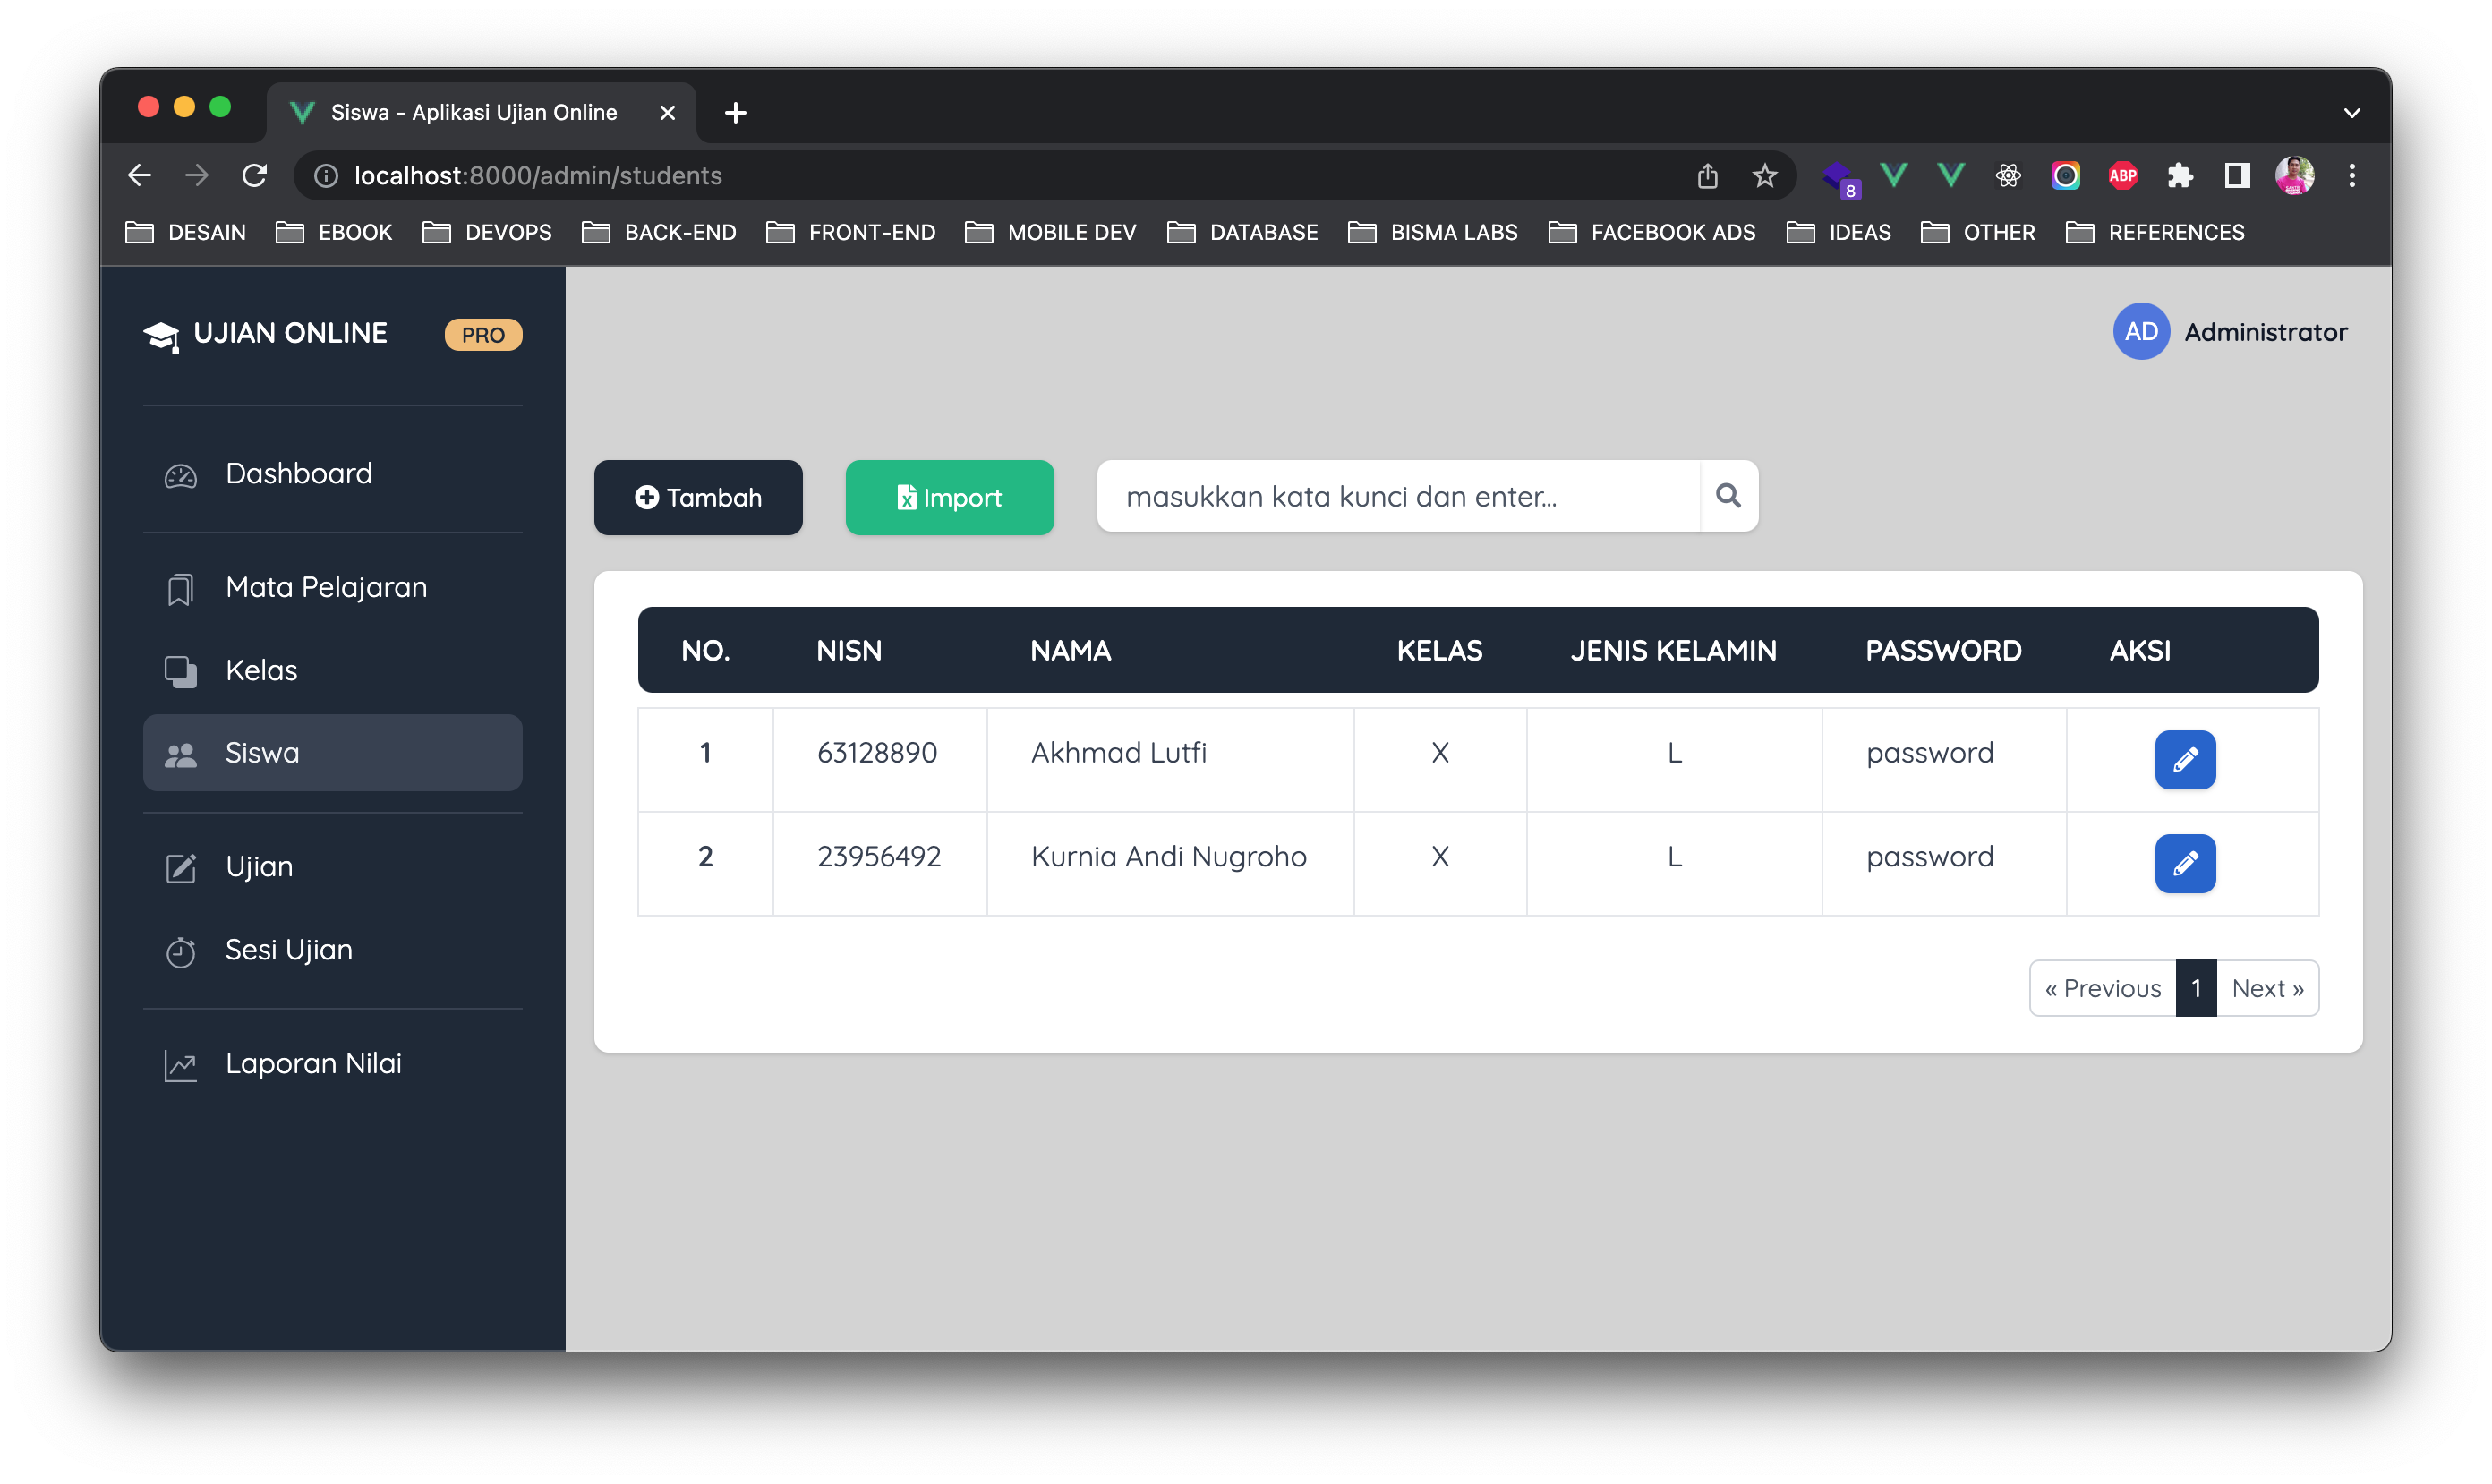 Siswa - Aplikasi Ujian Online
localhost:8000/admin/students
8
ABP
DESAIN EBOOK DEVOPS BACK-END FRONT-END MOBILE DEV DATABASE BISMA LABS FACEBOOK ADS IDEAS OTHER REFERENCES
UJIAN ONLINE PRO
AD Administrator
Dashboard
Mata Pelajaran
Kelas
Siswa
Ujian
Sesi Ujian
Laporan Nilai
Tambah Import masukkan kata kunci dan enter...
NO. NISN NAMA KELAS JENIS KELAMIN PASSWORD AKSI
1 63128890 Akhmad Lutfi X L password
2 23956492 Kurnia Andi Nugroho X L password
« Previous 1 Next »